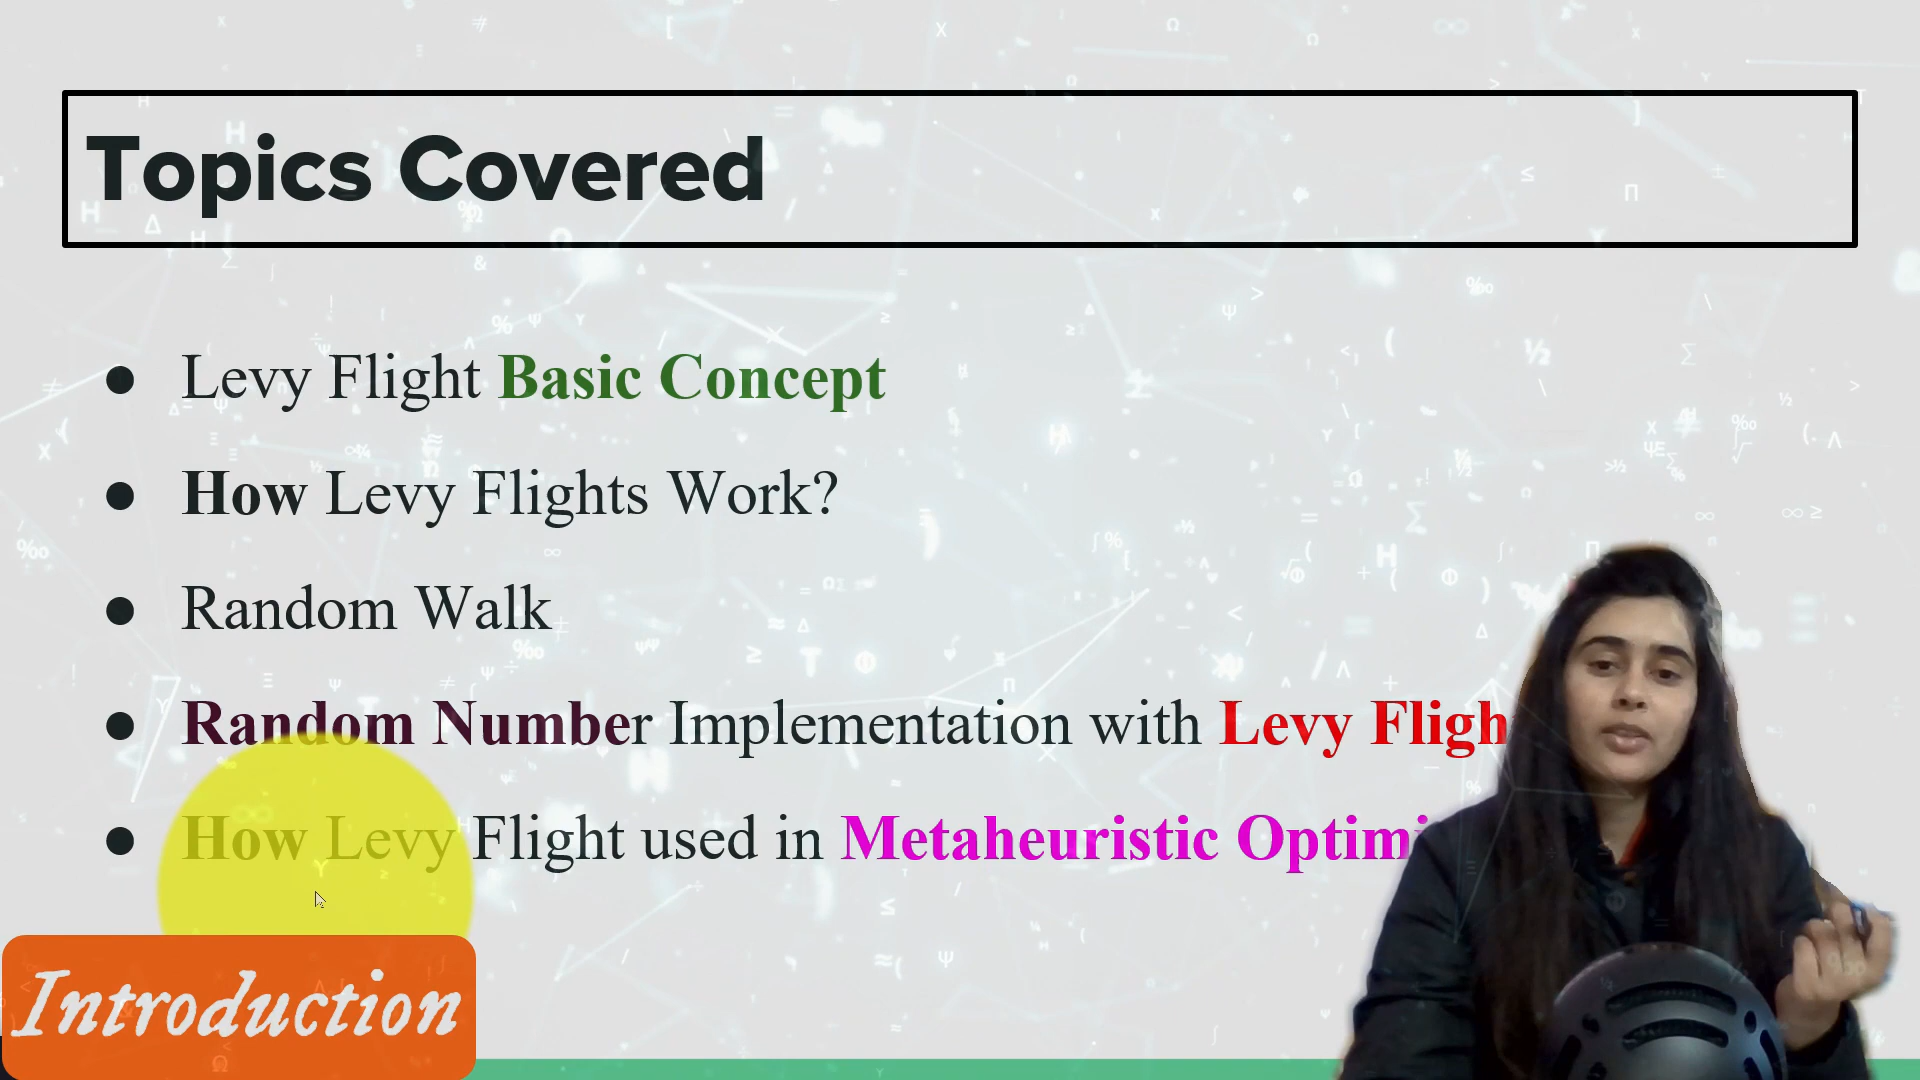 Topics Covered
● Levy Flight Basic Concept
● How Levy Flights Work?
● Random Walk
● Random Number Implementation with Levy
● How Levy Flight used in Metaheuristic
Introduction